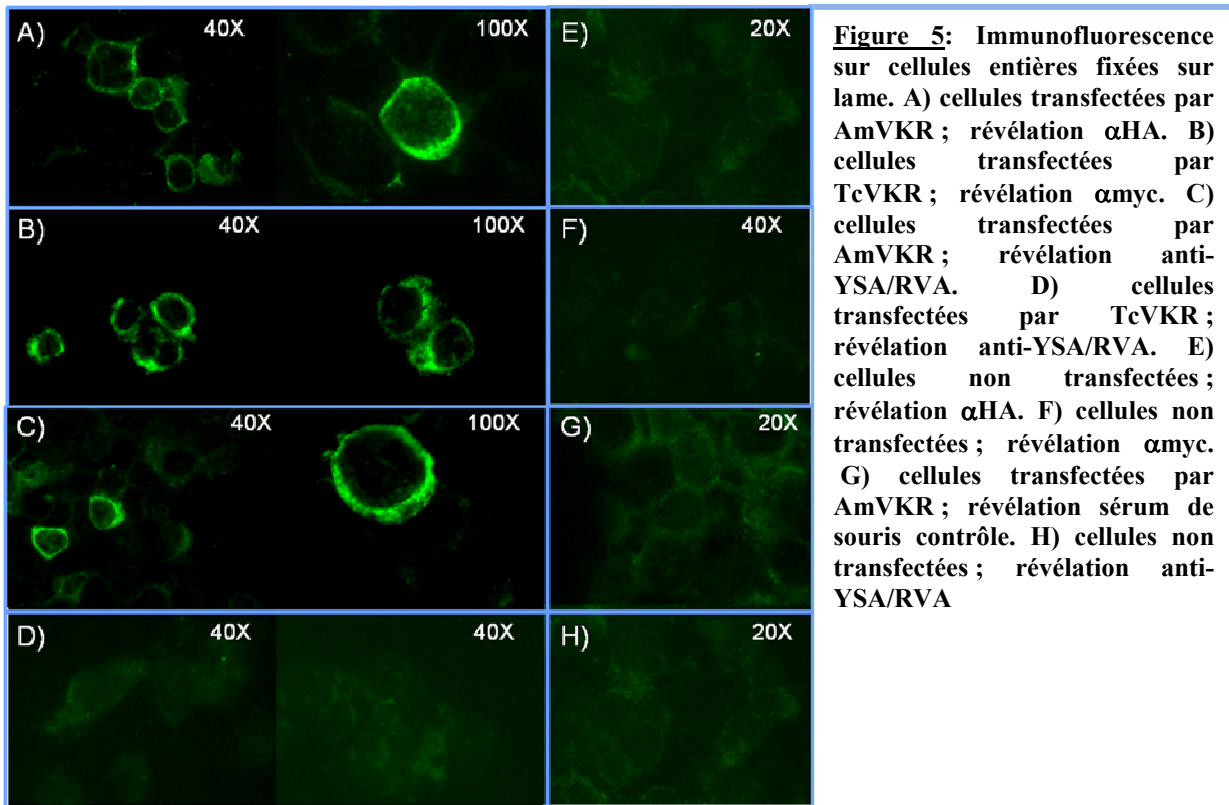 A) 40X 100X
B) 40X 100X
C) 40X 100X
D) 40X 40X
E) 20X
F) 40X
G) 20X
H) 20X
Figure 5: Immunofluorescence
sur cellules entières fixées sur
lame. A) cellules transfectées par
AmVKR ; révélation αHA. B)
cellules transfectées par
TcVKR ; révélation αmyc. C)
cellules transfectées par
AmVKR ; révélation anti-
YSA/RVA. D) cellules
transfectées par TcVKR ;
révélation anti-YSA/RVA. E)
cellules non transfectées ;
révélation αHA. F) cellules non
transfectées ; révélation αmyc.
G) cellules transfectées par
AmVKR ; révélation sérum de
souris contrôle. H) cellules non
transfectées ; révélation anti-
YSA/RVA